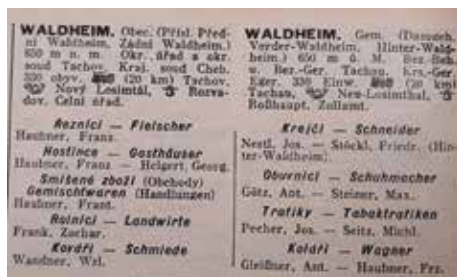 WALDHEIM. Obec. (Přísl. Před-
ní Waldheim, Zadní Waldheim.)
650 m n. m. Okr. úřad a okr.
soud Tachov. Kraj. soud Cheb.
330 obyv. (20 km) Tachov,
Nový Losimtál, Rozva-
dov. Celní úřad.
Řezníci — Fleischer
Haubner, Franz.
Hostince — Gasthäuser
Haubner, Franz — Helgert, Georg.
Smíšené zboží (Obchody)
Gemischtwaren (Handlungen)
Haubner, Franz.
Rolníci — Landwirte
Frank, Zachar.
Kováři — Schmiede
Wandner, Wzl.
WALDHEIM, Gem. (Dazugeh.
Vorder-Waldheim, Hinter-Wald-
heim.) 650 m ü. M. Bez.-Beh.
u. Bez.-Ger. Tachau. Krs.-Ger.
Eger. 330 Einw. (20 km)
Tachau, Neu-Losimthal,
Roßhaupt. Zollamt.
Krejčí — Schneider
Nestl, Jos. — Stöckl, Friedr. (Hin-
ter-Waldheim).
Obuvníci — Schuhmacher
Götz, Ant. — Steiner, Max.
Trafiky — Tabaktrafiken
Pecher, Jos. — Seitz, Michl.
Koláři — Wagner
Gleißner, Ant. — Haubner, Frz.